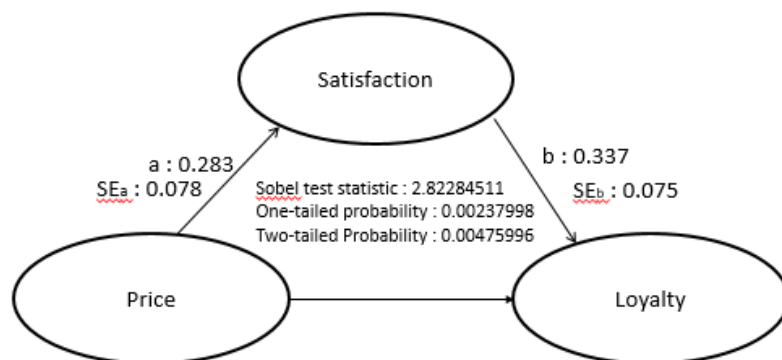 Satisfaction
a : 0.283
SEa : 0.078
b : 0.337
SEb : 0.075
Sobel test statistic : 2.82284511
One-tailed probability : 0.00237998
Two-tailed Probability : 0.00475996
Price
Loyalty